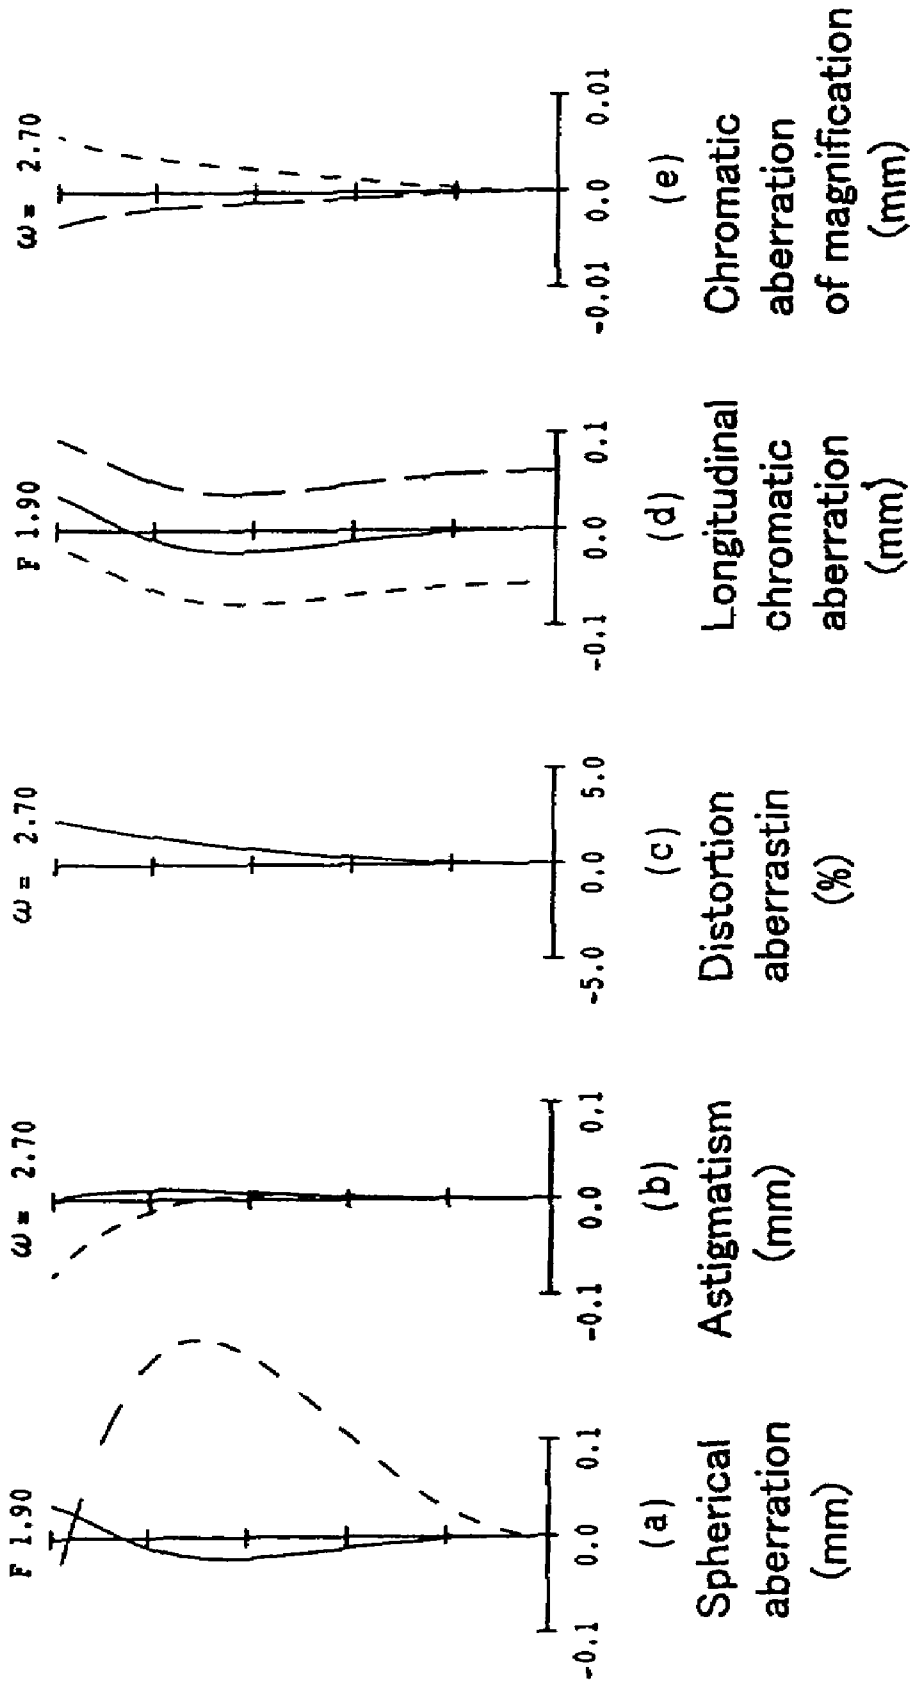 F 1.90
-0.1 0.0 0.1
(a)
Spherical
aberration
(mm)
ω = 2.70
-0.1 0.0 0.1
(b)
Astigmatism
(mm)
ω = 2.70
-5.0 0.0 5.0
(c)
Distortion
aberrastin
(%)
F 1.90
-0.1 0.0 0.1
(d)
Longitudinal
chromatic
aberration
(mm)
ω = 2.70
-0.01 0.0 0.01
(e)
Chromatic
aberration
of magnification
(mm)